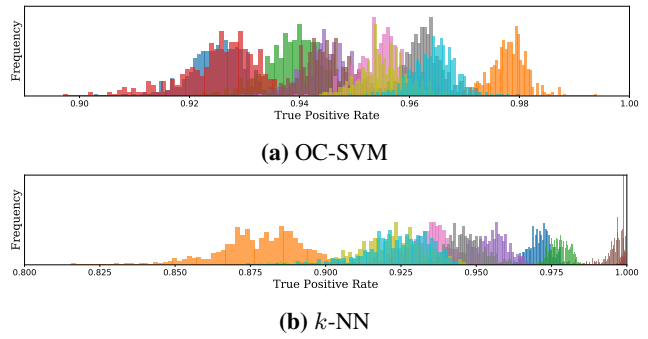 Frequency
0.90 0.92 0.94 0.96 0.98 1.00
True Positive Rate
(a) OC-SVM
Frequency
0.800 0.825 0.850 0.875 0.900 0.925 0.950 0.975 1.000
True Positive Rate
(b) k-NN